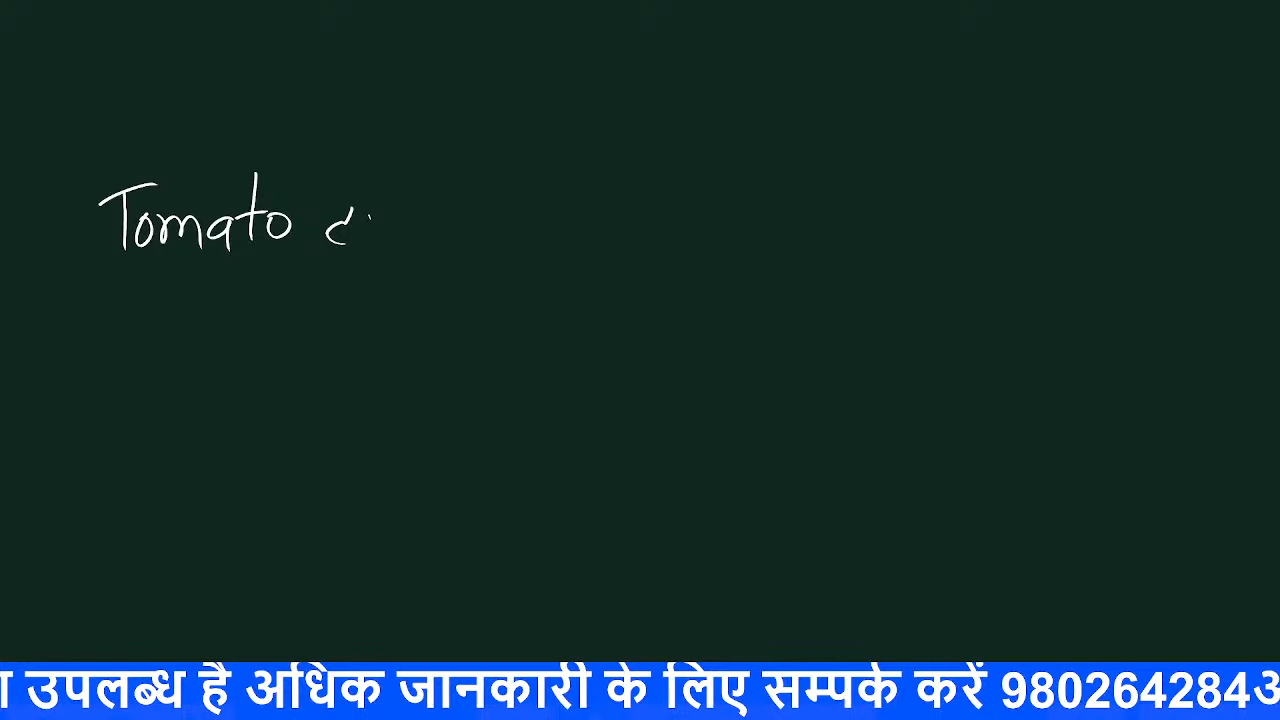 Tomato
उपलब्ध है अधिक जानकारी के लिए सम्पर्क करें 980264284